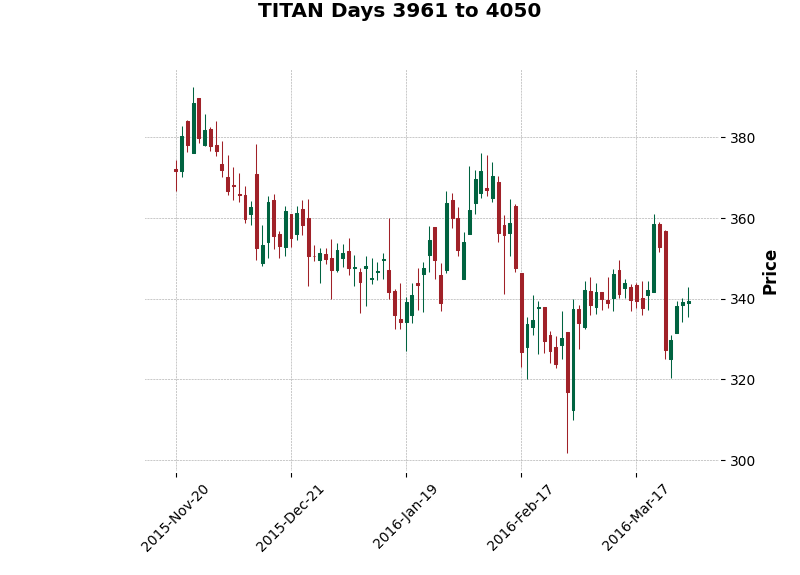 TITAN Days 3961 to 4050
380
360
340
320
300
Price
2015-Nov-20
2015-Dec-21
2016-Jan-19
2016-Feb-17
2016-Mar-17